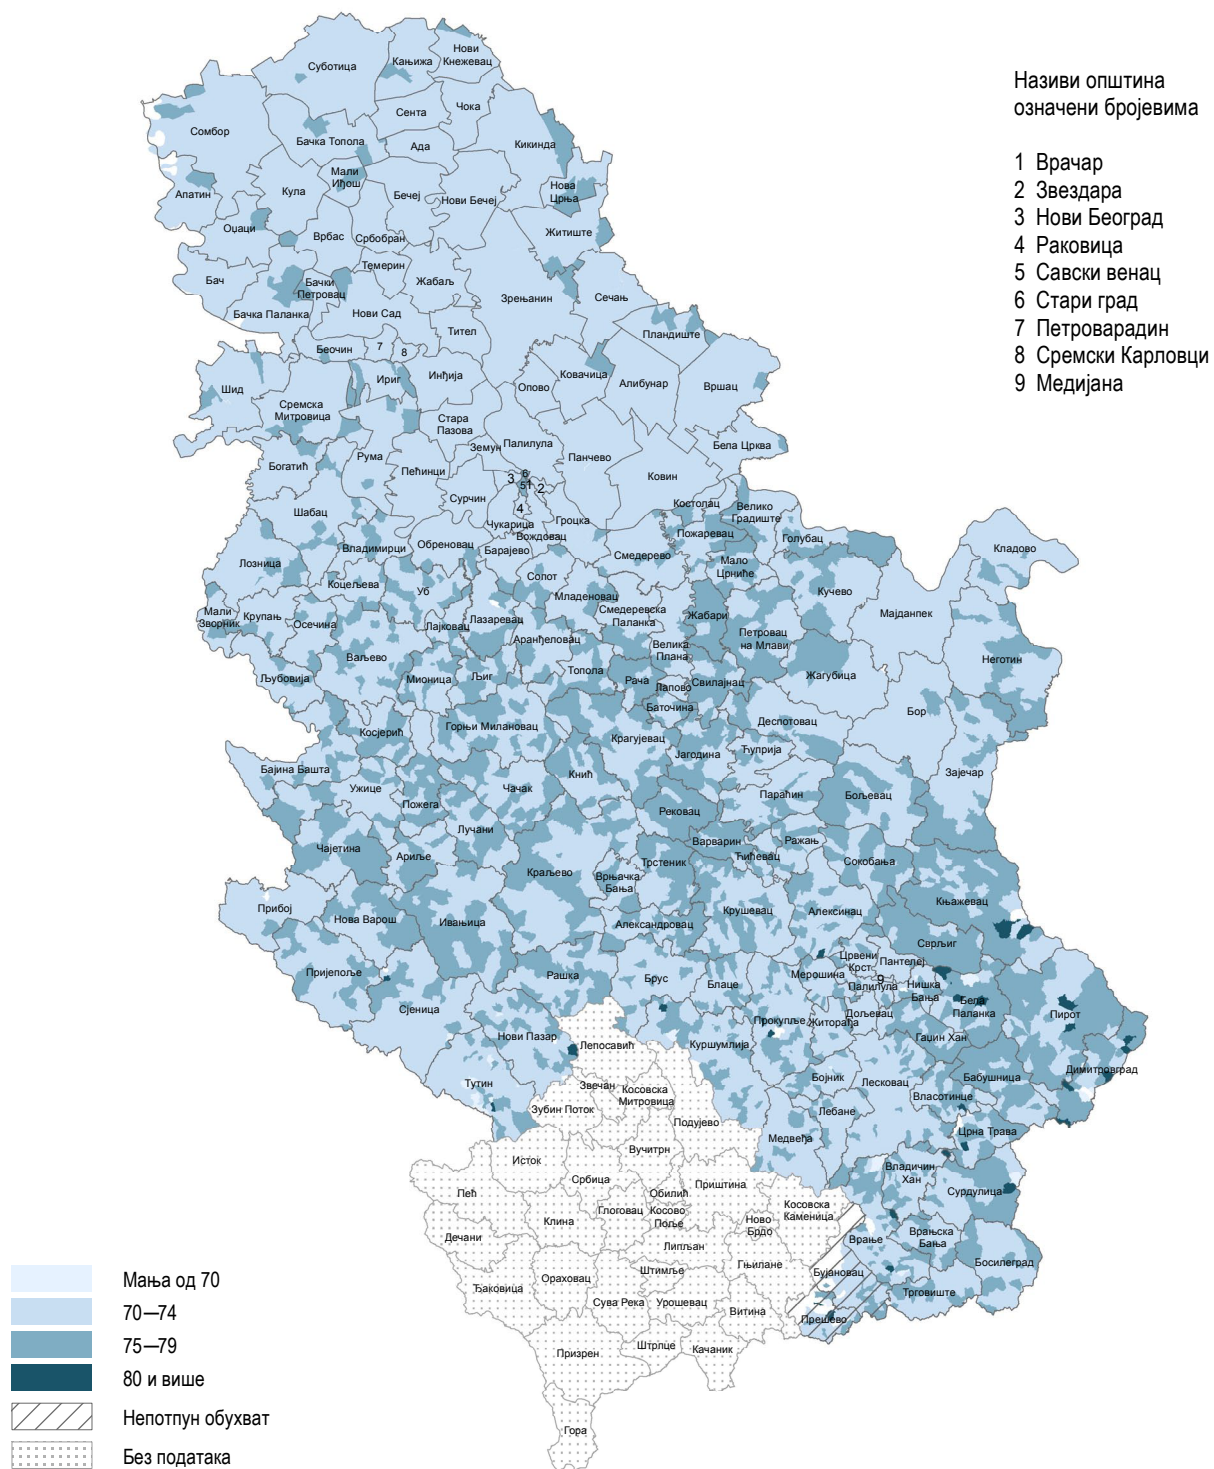 Називи општина
означени бројевима
1 Врачар
2 Звездара
3 Нови Београд
4 Раковица
5 Савски венац
6 Стари град
7 Петроварадин
8 Сремски Карловци
9 Медијана
Суботица
Кањижа
Нови
Кнежевац
Сента
Чока
Сомбор
Бачка Топола
Ада
Кикинда
Мали
Иђош
Апатин
Кула
Бечеј
Нови Бечеј
Нова
Црња
Оџаци
Врбас
Србобран
Житиште
Темерин
Бач
Бачки
Петровац
Жабаљ
Зрењанин
Сечањ
Бачка Паланка
Нови Сад
Тител
Пландиште
Беочин
7
8
Шид
Ириг
Инђија
Опово
Ковачица
Алибунар
Вршац
Сремска
Митровица
Стара
Пазова
Палилула
Земун
Панчево
Бела Црква
Богатић
Рума
Пећинци
3
6
51
2
4
Ковин
Сурчин
Шабац
Чукарица
Гроцка
Костолац
Велико
Градиште
Вождовац
Пожаревац
Владимирци
Обреновац
Барајево
Смедерево
Голубац
Кладово
Лозница
Коцељева
Уб
Сопот
Младеновац
Мало
Црниће
Кучево
Мали
Зворник
Крупањ
Осечина
Лајковац
Лазаревац
Смедеревска
Паланка
Жабари
Мајданпек
Аранђеловац
Петровац
на Млави
Ваљево
Велика
Плана
Неготин
Љубовија
Мионица
Љиг
Топола
Рача
Лапово
Свилајнац
Жагубица
Баточина
Бор
Косјерић
Горњи Милановац
Крагујевац
Деспотовац
Јагодина
Ћуприја
Бајина Башта
Ужице
Кнић
Зајечар
Пожега
Чачак
Параћин
Бољевац
Рековац
Лучани
Чајетина
Ариље
Варварин
Ражањ
Трстеник
Ћићевац
Сокобања
Краљево
Врњачка
Бања
Прибој
Нова Варош
Ивањица
Александровац
Крушевац
Алексинац
Књажевац
Сврљиг
Пријепоље
Рашка
Брус
Блаце
Црвени
Крст
Пантелеј
Мерошина
9
Палилула
Нишка
Бања
Бела
Паланка
Пирот
Сјеница
Нови Пазар
Прокупље
Житорађа
Дољевац
Куршумлија
Гаџин Хан
Лепосавић
Димитровград
Бабушница
Тутин
Звечан
Косовска
Митровица
Бојник
Лесковац
Власотинце
Зубин Поток
Лебане
Подујево
Медвеђа
Црна Трава
Вучитрн
Исток
Србица
Владичин
Хан
Приштина
Сурдулица
Пећ
Обилић
Косово
Поље
Косовска
Каменица
Клина
Глоговац
Ново
Брдо
Дечани
Липљан
Врање
Врањска
Бања
Гњилане
Босилеград
Ђаковица
Ораховац
Штимље
Бујановац
Трговиште
Сува Река
Урошевац
Витина
Прешево
Призрен
Штрпце
Качаник
Гора
Мања од 70
70—74
75—79
80 и више
Непотпун обухват
Без података